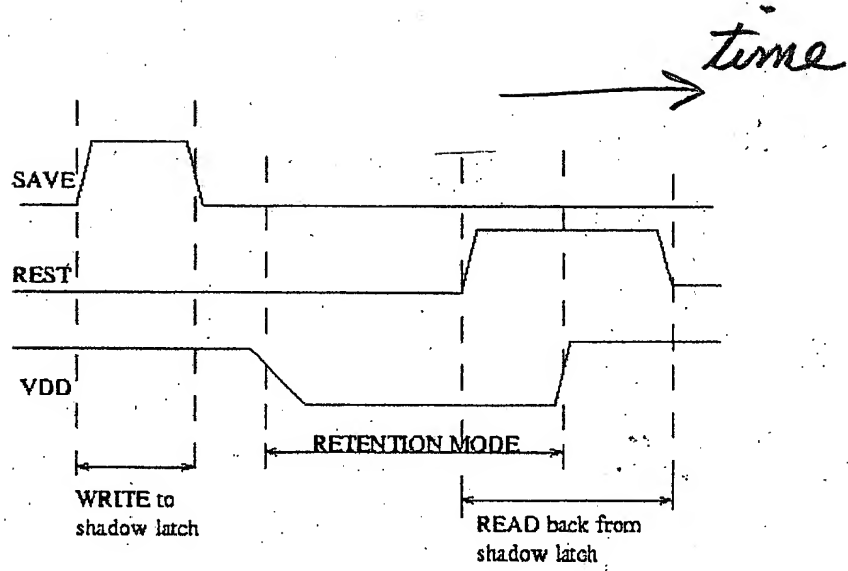 time
SAVE
REST
VDD
RETENTION MODE
WRITE to
shadow latch
READ back from
shadow latch